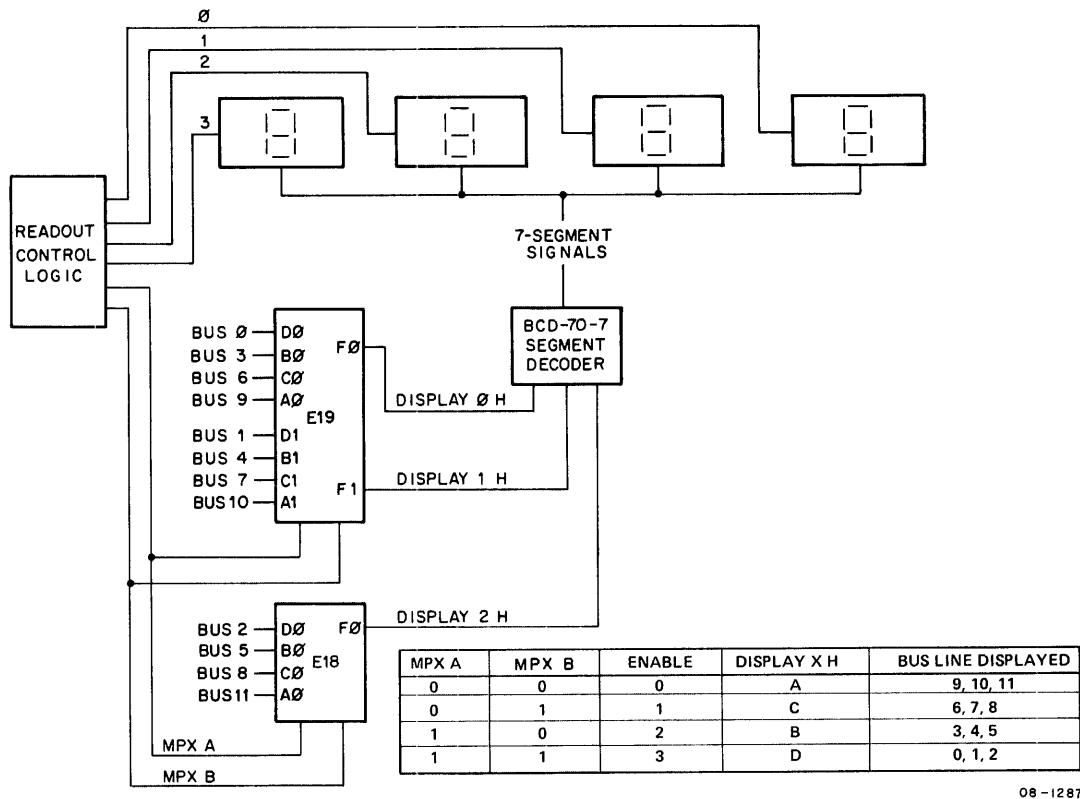 Ø
1
2
3
READOUT
CONTROL
LOGIC
7-SEGMENT
SIGNALS
BCD-70-7
SEGMENT
DECODER
BUS Ø DØ
BUS 3 BØ
BUS 6 CØ
BUS 9 AØ
BUS 1 D1
BUS 4 B1
BUS 7 C1
BUS 10 A1
E19
FØ
F1
DISPLAY Ø H
DISPLAY 1 H
BUS 2 DØ
BUS 5 BØ
BUS 8 CØ
BUS 11 AØ
E18
FØ
DISPLAY 2 H
MPX A
MPX B
MPX A MPX B ENABLE DISPLAY X H BUS LINE DISPLAYED
0 0 0 A 9, 10, 11
0 1 1 C 6, 7, 8
1 0 2 B 3, 4, 5
1 1 3 D 0, 1, 2
08-1287